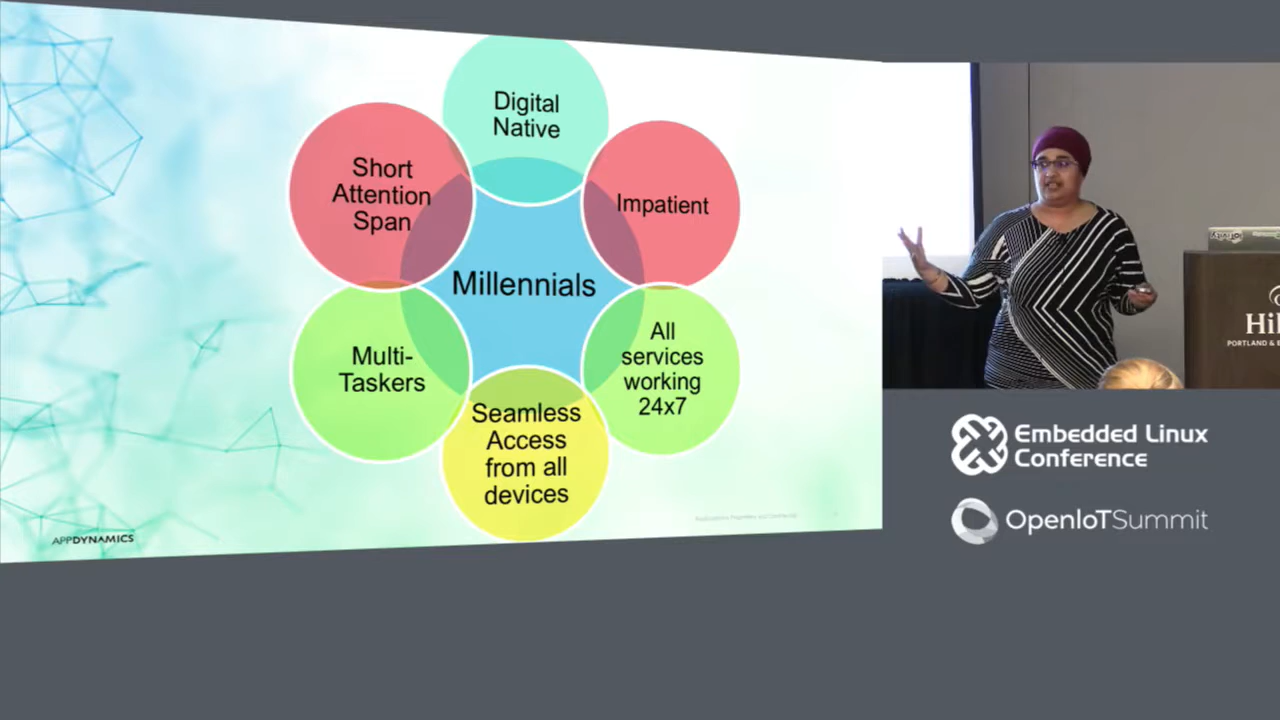 Digital
Native
Short
Attention
Span
Impatient
Millennials
Multi-
Taskers
All
services
working
24x7
Seamless
Access
from all
devices
APPDYNAMICS
Hil
PORTLAND &
Embedded Linux
Conference
OpenIoTSummit